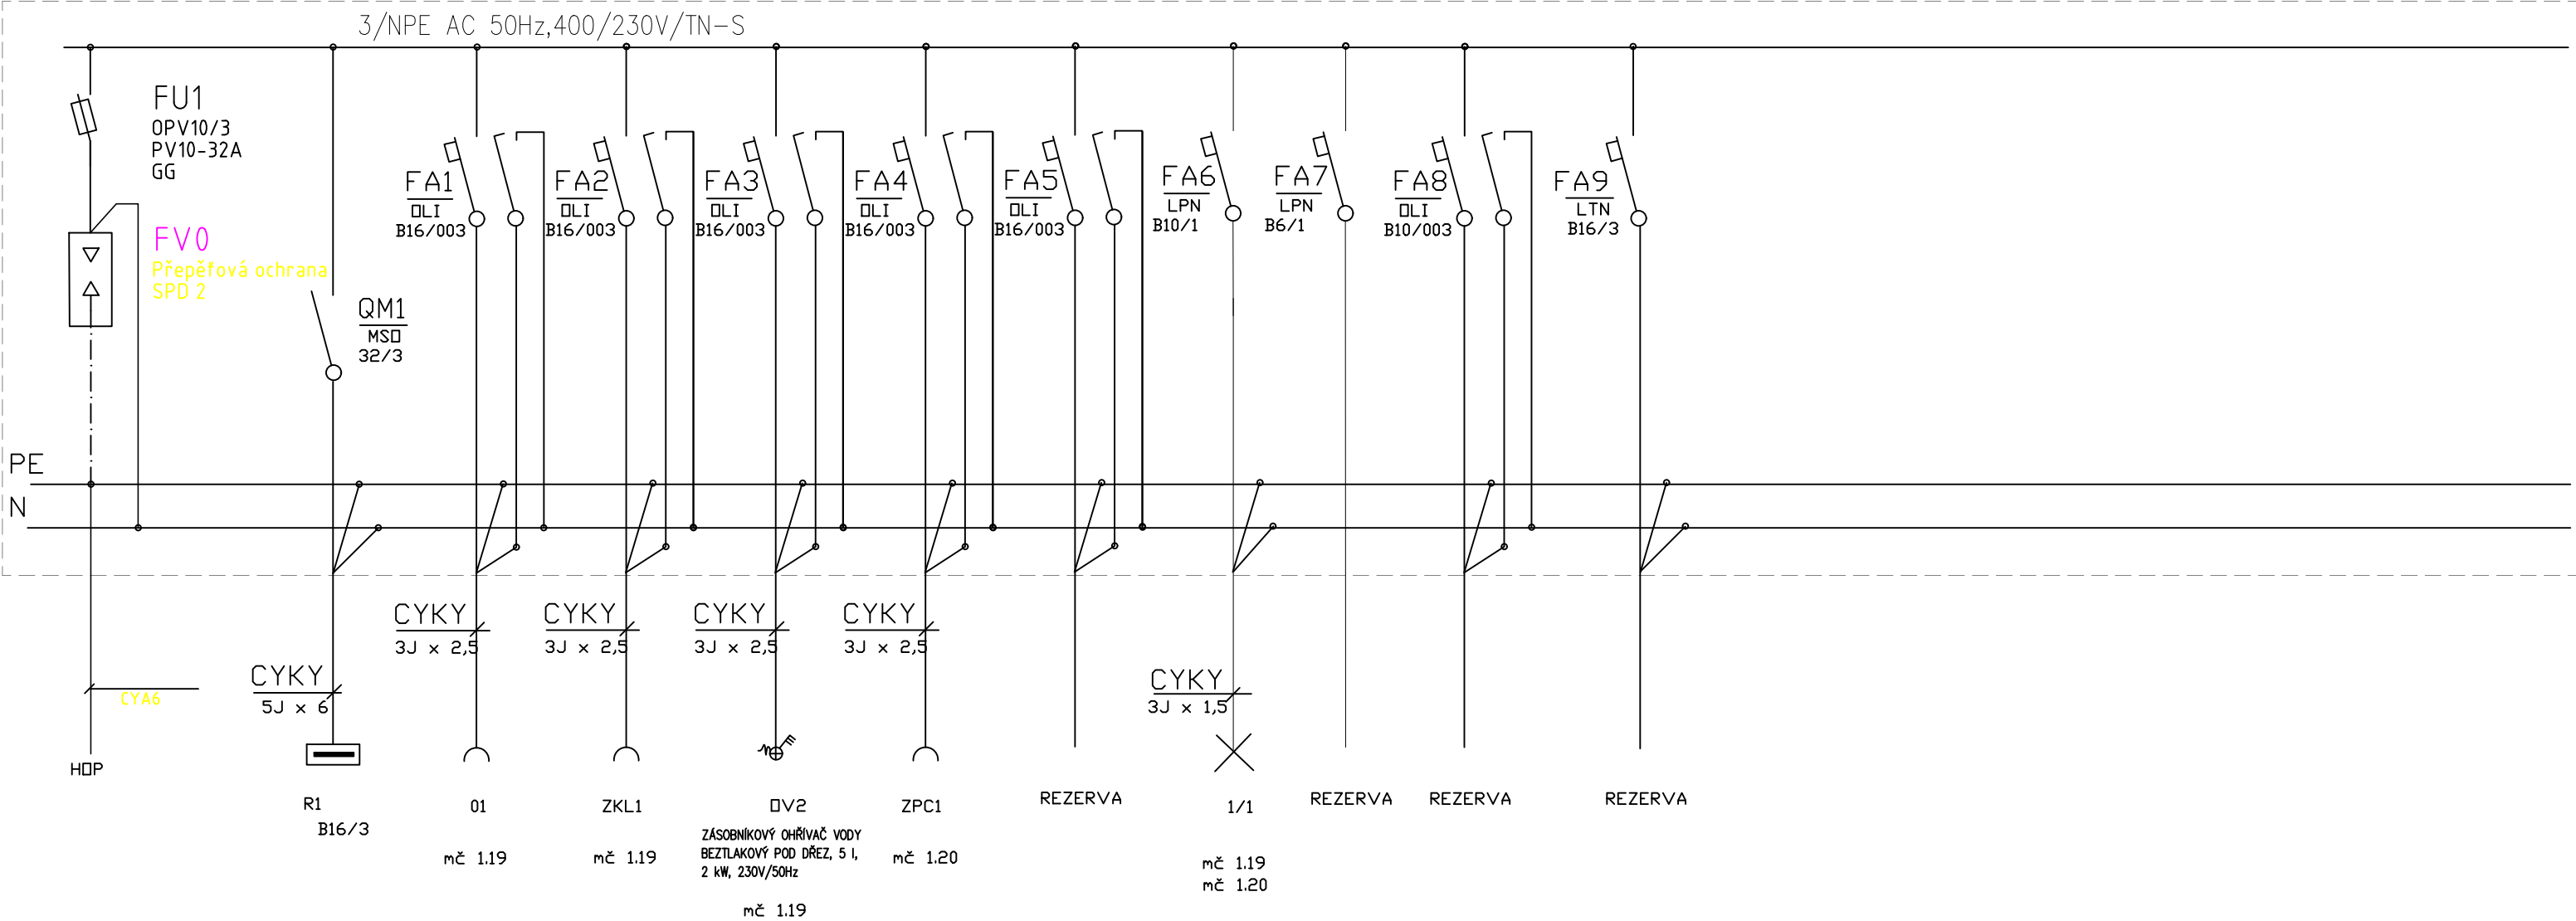 3/NPE AC 50Hz,400/230V/TN-S
FU1
OPV10/3
PV10-32A
GG
FV0
Přepěťová ochrana
SPD 2
QM1
MSO
32/3
FA1
OLI
B16/003
FA2
OLI
B16/003
FA3
OLI
B16/003
FA4
OLI
B16/003
FA5
OLI
B16/003
FA6
LPN
B10/1
FA7
LPN
B6/1
FA8
OLI
B10/003
FA9
LTN
B16/3
PE
N
CYA6
HOP
CYKY
5J x 6
R1
B16/3
CYKY
3J x 2,5
01
mč 1.19
CYKY
3J x 2,5
ZKL1
mč 1.19
CYKY
3J x 2,5
OV2
ZÁSOBNÍKOVÝ OHŘÍVAČ VODY
BEZTLAKOVÝ POD DŘEZ, 5 l,
2 kW, 230V/50Hz
mč 1.19
CYKY
3J x 2,5
ZPC1
mč 1.20
REZERVA
CYKY
3J x 1,5
1/1
mč 1.19
mč 1.20
REZERVA
REZERVA
REZERVA